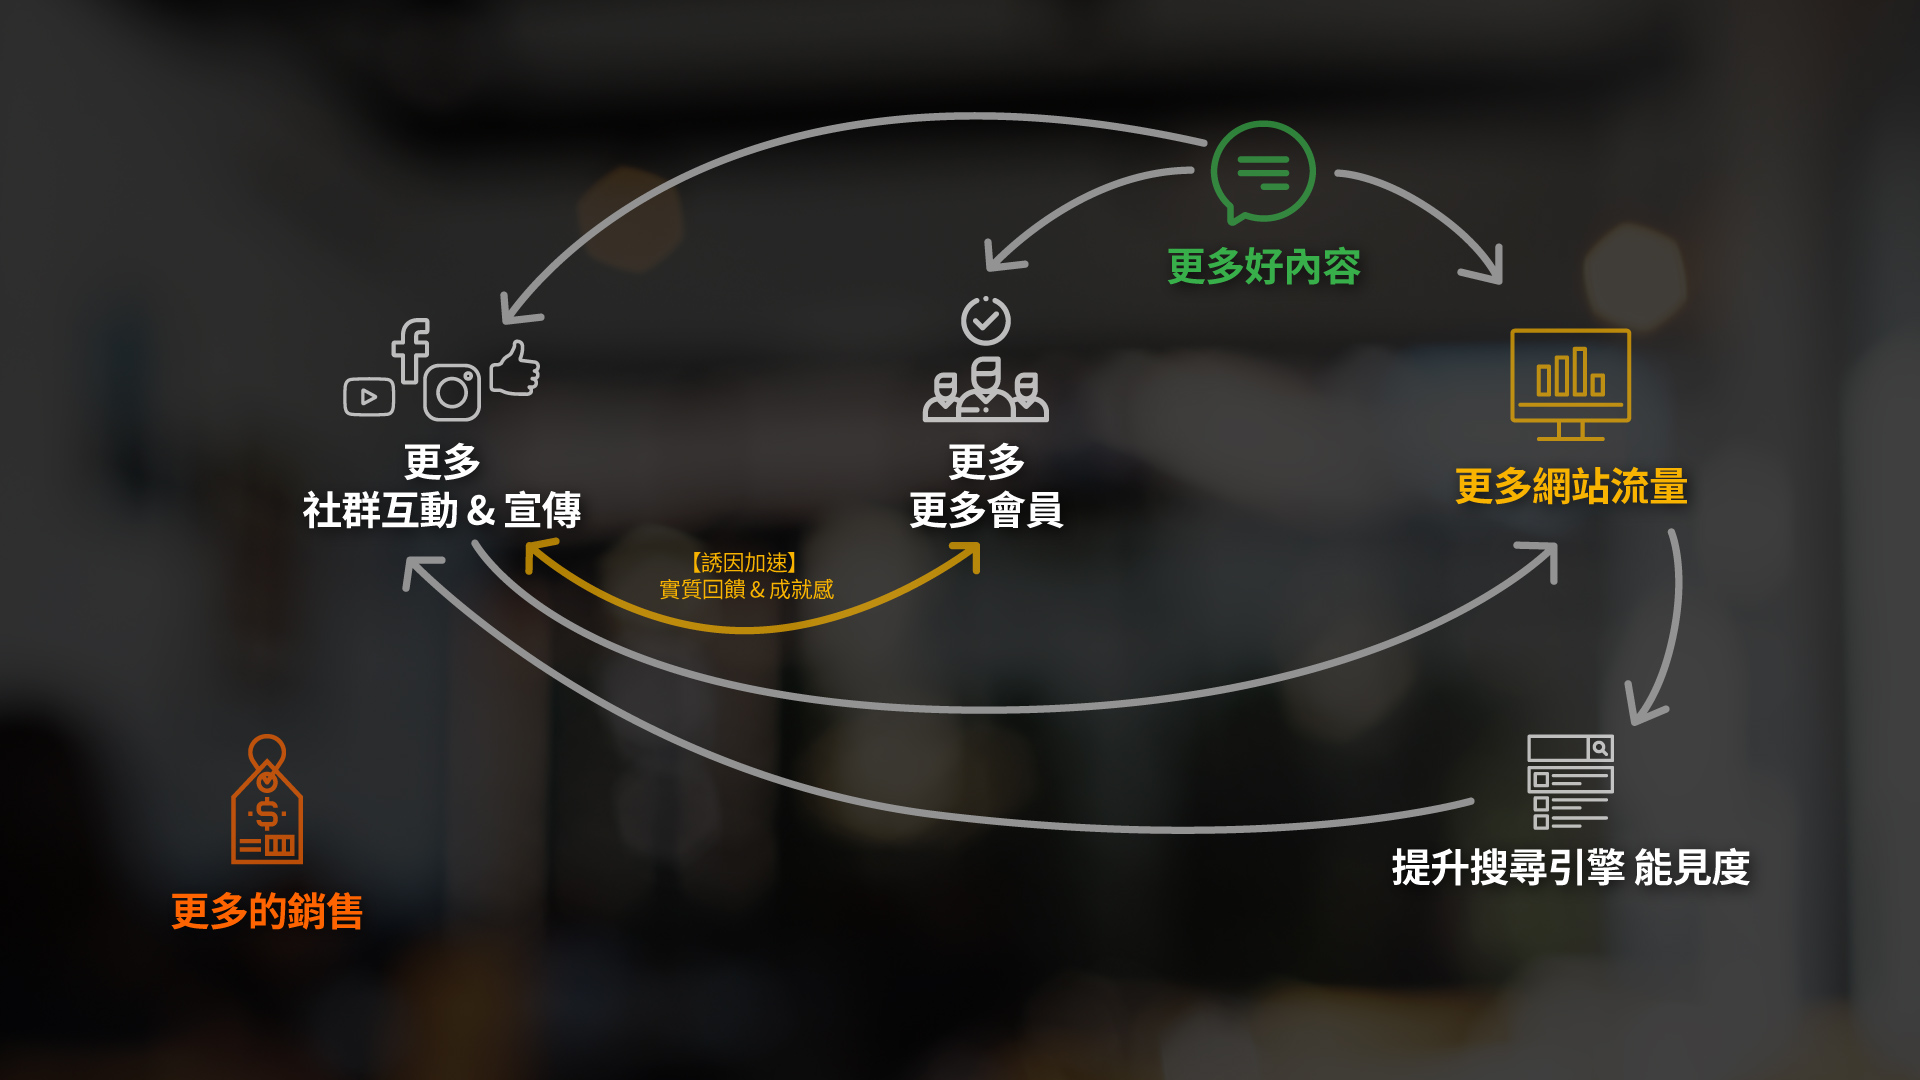 更多好內容
更多
社群互動 & 宣傳
更多
更多會員
更多網站流量
【誘因加速】
實質回饋 & 成就感
提升搜尋引擎 能見度
更多的銷售